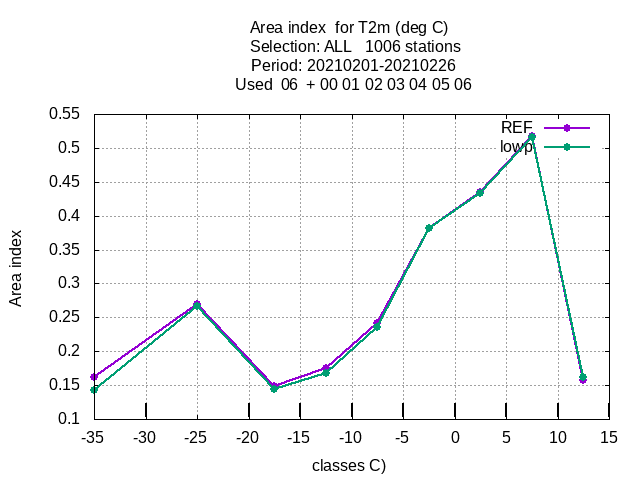 Area index  for T2m (deg C)
Selection: ALL   1006 stations
Period: 20210201-20210226
Used  06  + 00 01 02 03 04 05 06
REF
lowp
0.55
0.5
0.45
0.4
0.35
0.3
0.25
0.2
0.15
0.1
Area index
-35 -30 -25 -20 -15 -10 -5 0 5 10 15
classes C)